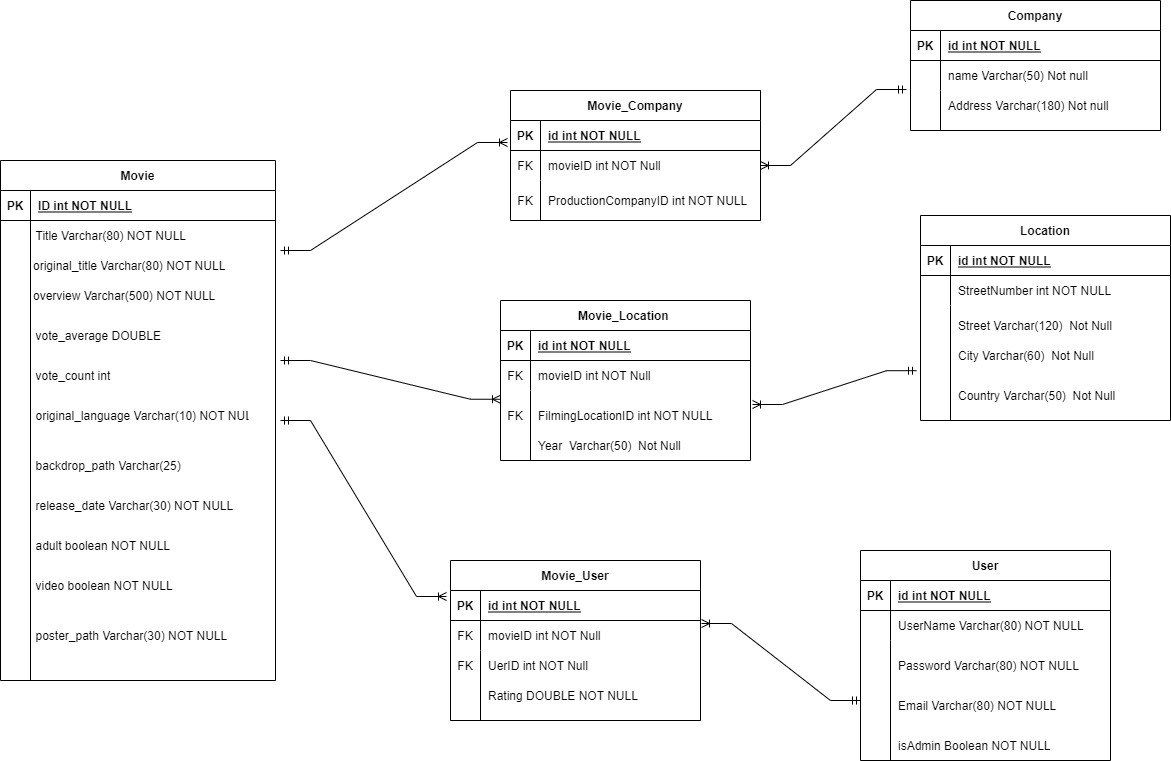 Company
PK id int NOT NULL
name Varchar(50) Not null
Address Varchar(180) Not null
Movie_Company
PK id int NOT NULL
FK movieID int NOT Null
FK ProductionCompanyID int NOT NULL
Movie
PK ID int NOT NULL
Title Varchar(80) NOT NULL
original_title Varchar(80) NOT NULL
overview Varchar(500) NOT NULL
vote_average DOUBLE
vote_count int
original_language Varchar(10) NOT NUL
backdrop_path Varchar(25)
release_date Varchar(30) NOT NULL
adult boolean NOT NULL
video boolean NOT NULL
poster_path Varchar(30) NOT NULL
Location
PK id int NOT NULL
StreetNumber int NOT NULL
Street Varchar(120) Not Null
City Varchar(60) Not Null
Country Varchar(50) Not Null
Movie_Location
PK id int NOT NULL
FK movieID int NOT Null
FK FilmingLocationID int NOT NULL
Year Varchar(50) Not Null
Movie_User
PK id int NOT NULL
FK movieID int NOT Null
FK UerID int NOT Null
Rating DOUBLE NOT NULL
User
PK id int NOT NULL
UserName Varchar(80) NOT NULL
Password Varchar(80) NOT NULL
Email Varchar(80) NOT NULL
isAdmin Boolean NOT NULL